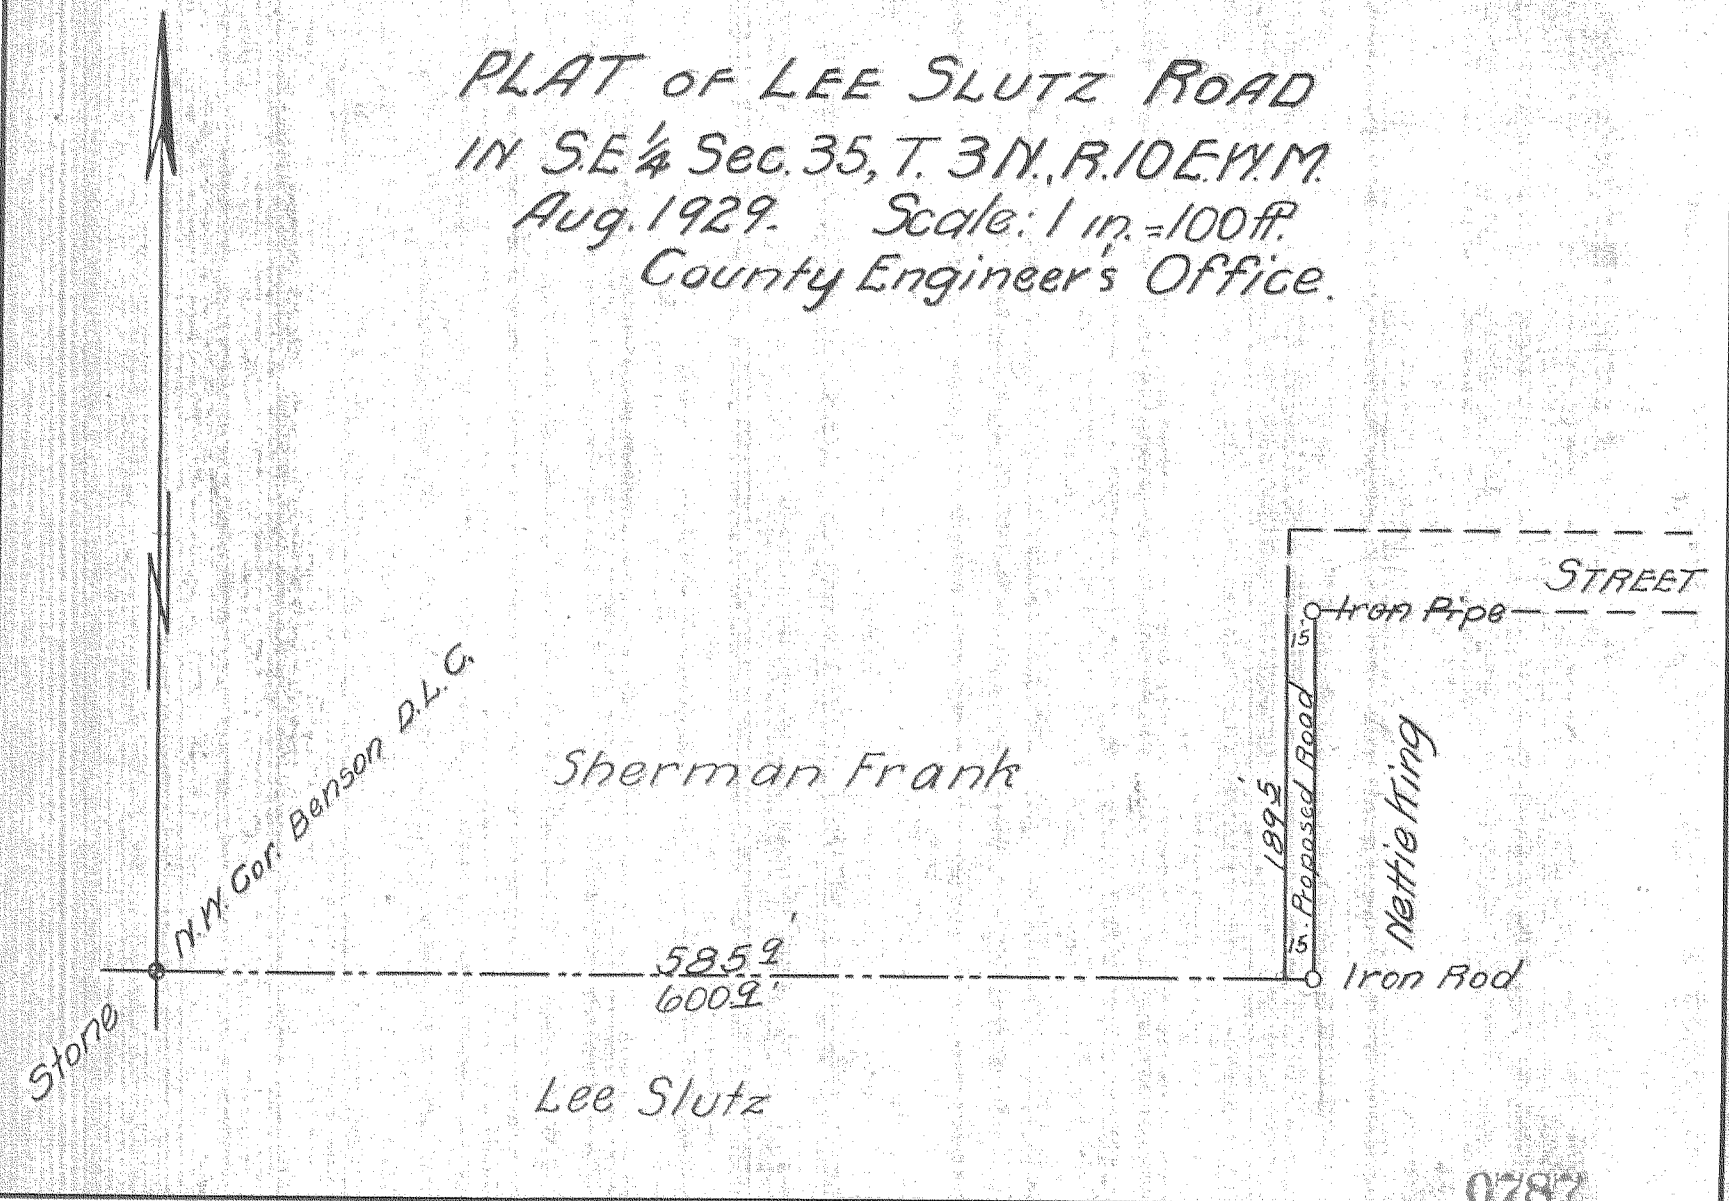 PLAT OF LEE SLUTZ ROAD
IN S.E 1/4 Sec. 35, T. 3 N., R. 10 E.W.M.
Aug. 1929. Scale: 1 in. = 100 ft.
County Engineer's Office.
N
STREET
Iron Pipe
15
Proposed Road
189 5'
15
Nettie King
Iron Rod
N.W. Cor. Benson D.L.C.
Sherman Frank
585 9'
600 9'
Stone
Lee Slutz
0787